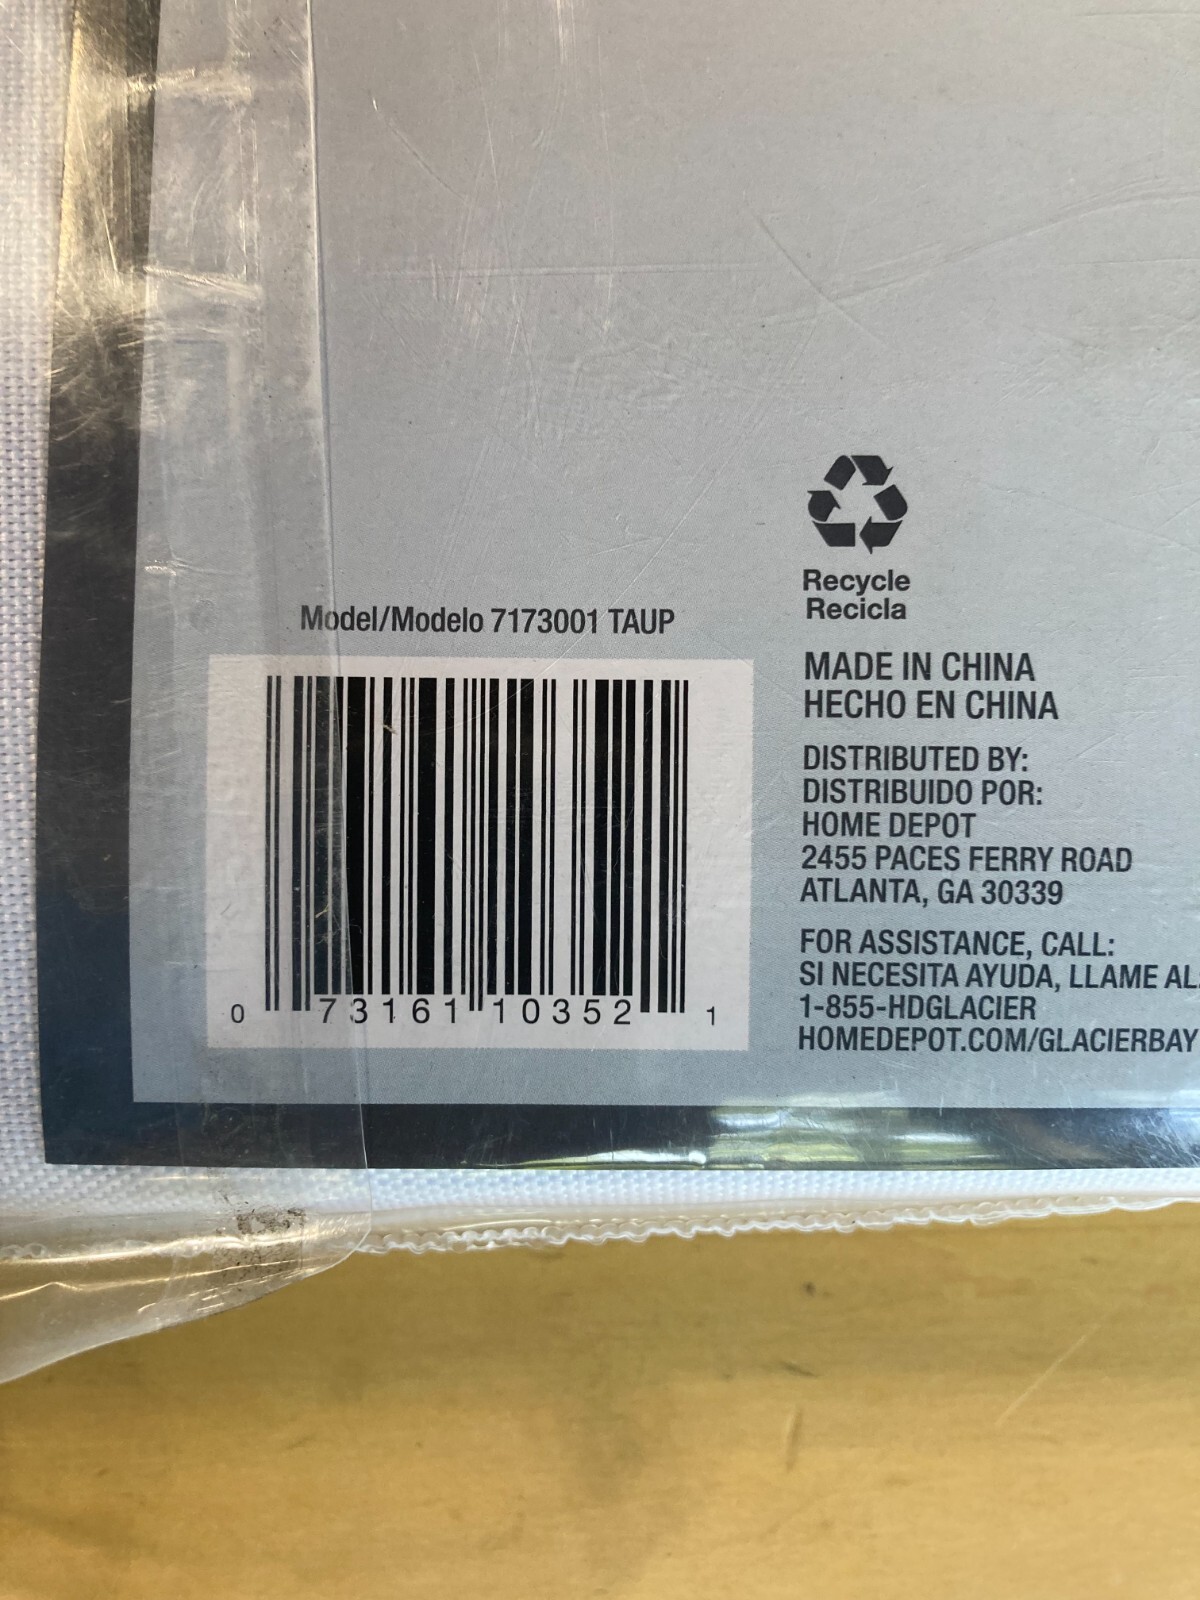 Model/Modelo 7173001 TAUP
0 73161 10352 1
Recycle
Recicla
MADE IN CHINA
HECHO EN CHINA
DISTRIBUTED BY:
DISTRIBUIDO POR:
HOME DEPOT
2455 PACES FERRY ROAD
ATLANTA, GA 30339
FOR ASSISTANCE, CALL:
SI NECESITA AYUDA, LLAME AL
1-855-HDGLACIER
HOMEDEPOT.COM/GLACIERBAY